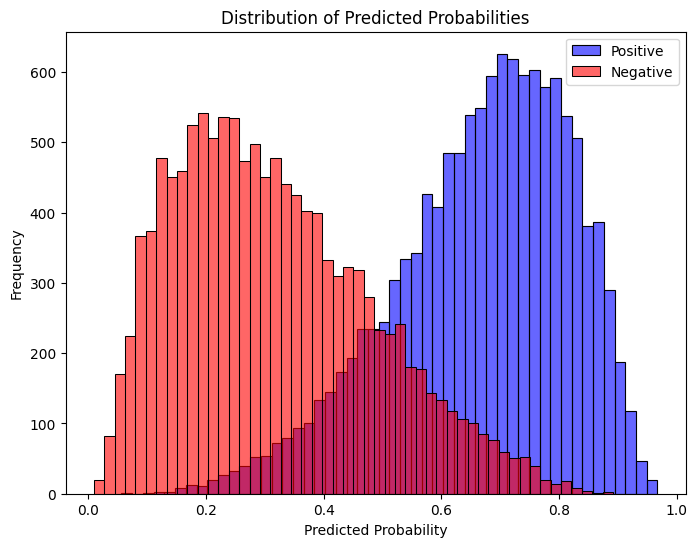 Distribution of Predicted Probabilities
Positive
Negative
Frequency
600
500
400
300
200
100
0
0.0 0.2 0.4 0.6 0.8 1.0
Predicted Probability